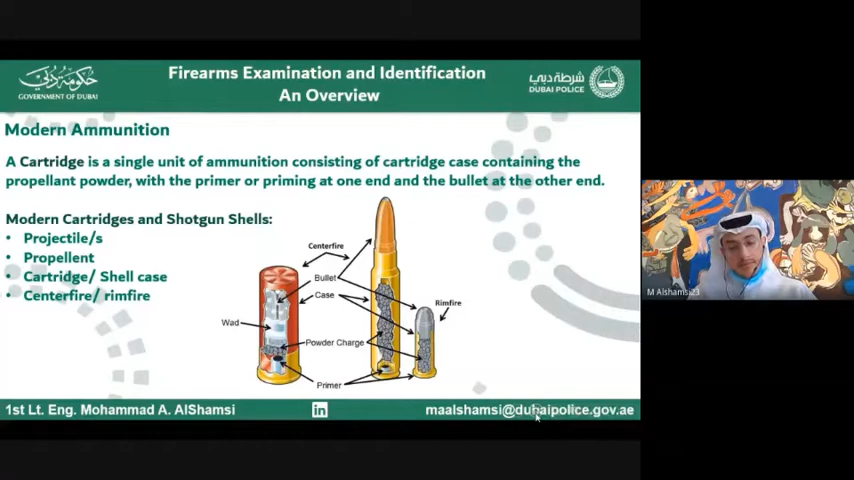 حكومة دبي
GOVERNMENT OF DUBAI
Firearms Examination and Identification
An Overview
شرطة دبي
DUBAI POLICE
Modern Ammunition
A Cartridge is a single unit of ammunition consisting of cartridge case containing the
propellant powder, with the primer or priming at one end and the bullet at the other end.
Modern Cartridges and Shotgun Shells:
• Projectile/s
• Propellent
• Cartridge/ Shell case
• Centerfire/ rimfire
Centerfire
Bullet
Case
Rimfire
Wad
Powder Charge
Primer
M Alshamsi23
1st Lt. Eng. Mohammad A. AlShamsi
in
maalshamsi@dubaipolice.gov.ae